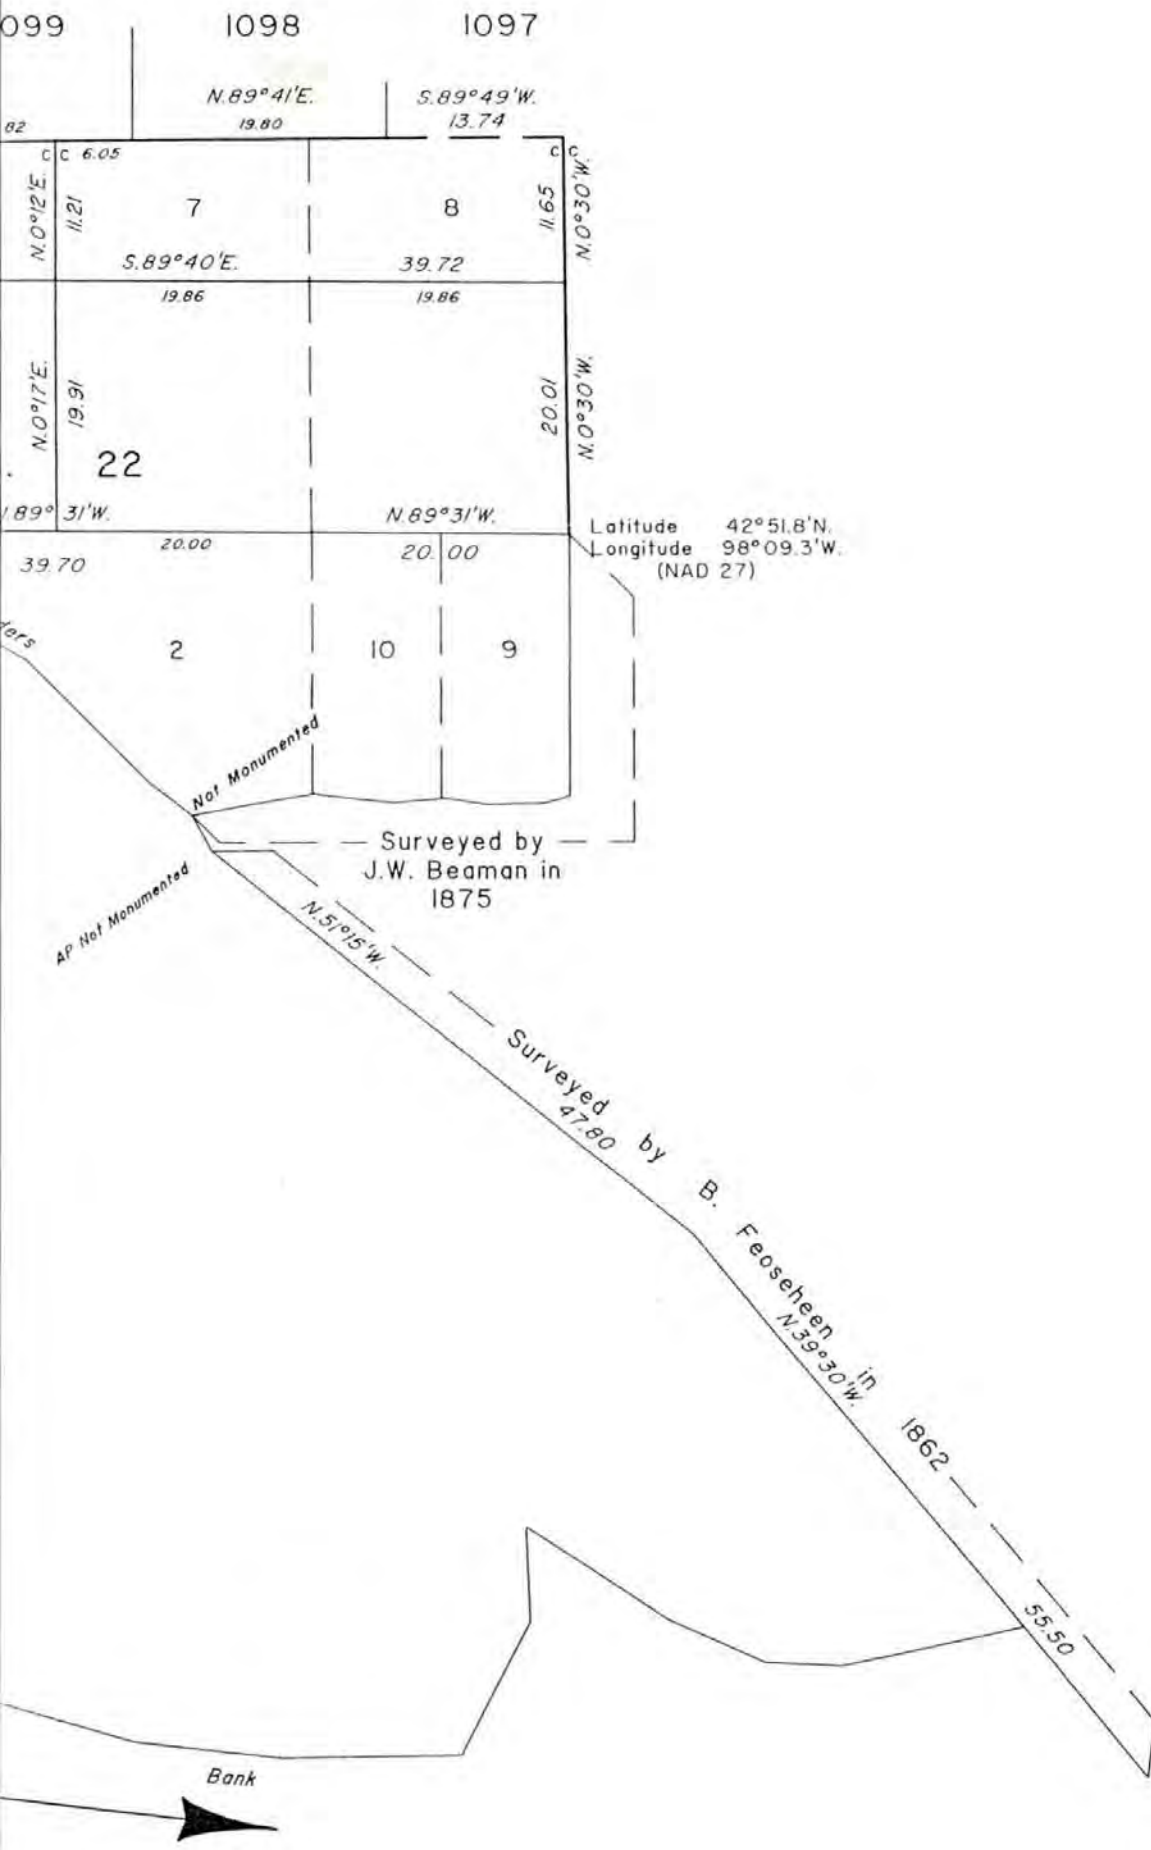 099 1098 1097
N.89°41'E. S.89°49'W.
82 19.80 13.74
C C 6.05 C C
N.0°12'E. 11.21 7 8 11.65 N.0°30'W.
S.89°40'E. 39.72
19.86 19.86
N.0°17'E. 19.91 20.01 N.0°30'W.
22
.89°31'W. N.89°31'W.
20.00 20.00
39.70
Latitude 42°51.8'N.
Longitude 98°09.3'W.
(NAD 27)
ders
2 10 9
Not Monumented
Surveyed by
J.W. Beaman in
1875
AP Not Monumented
N.51°15'W.
Surveyed by B. Feoseheen in 1862
47.80
N.39°30'W.
55.50
Bank